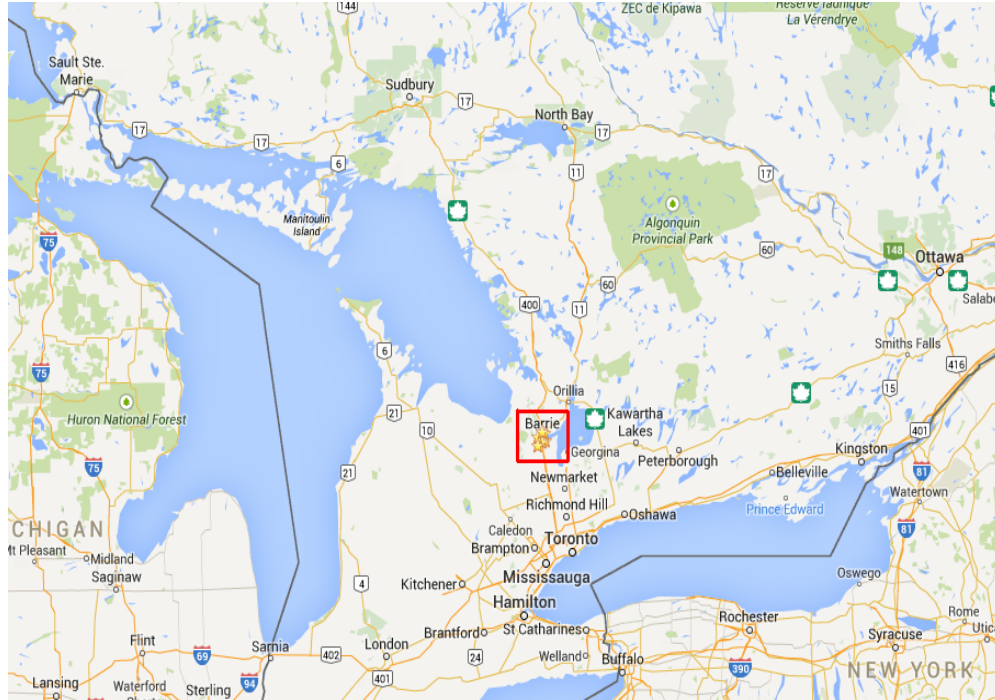 144
ZEC de Kipawa
Réserve faunique
La Vérendrye
Sault Ste.
Marie
Sudbury
17
North Bay
17
17
17
6
11
17
Manitoulin
Island
Algonquin
Provincial Park
60
148
Ottawa
75
60
Salabe
400
11
Smiths Falls
6
416
75
15
Orillia
Huron National Forest
21
10
Barrie
Kawartha
Lakes
401
Kingston
Georgina
Peterborough
75
21
Belleville
81
Newmarket
Watertown
Richmond Hill
Prince Edward
CHIGAN
Caledon
Oshawa
81
Mt Pleasant
Midland
Brampton
Toronto
Saginaw
Kitchener
Mississauga
Oswego
4
Hamilton
Rome
Rochester
Brantford
St Catharines
Utic
Flint
Sarnia
London
Syracuse
69
402
24
Welland
Buffalo
390
NEW YORK
401
Lansing
Waterford
Sterling
94